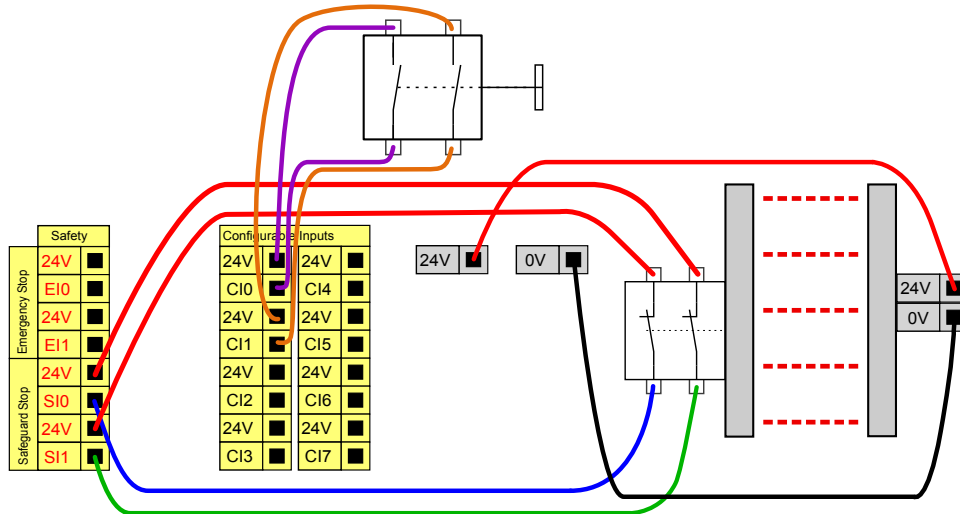 Safety
Emergency Stop
24V
EI0
24V
EI1
Safeguard Stop
24V
SI0
24V
SI1
Configurable Inputs
24V 24V
CI0 CI4
24V 24V
CI1 CI5
24V 24V
CI2 CI6
24V 24V
CI3 CI7
24V
0V
24V
0V